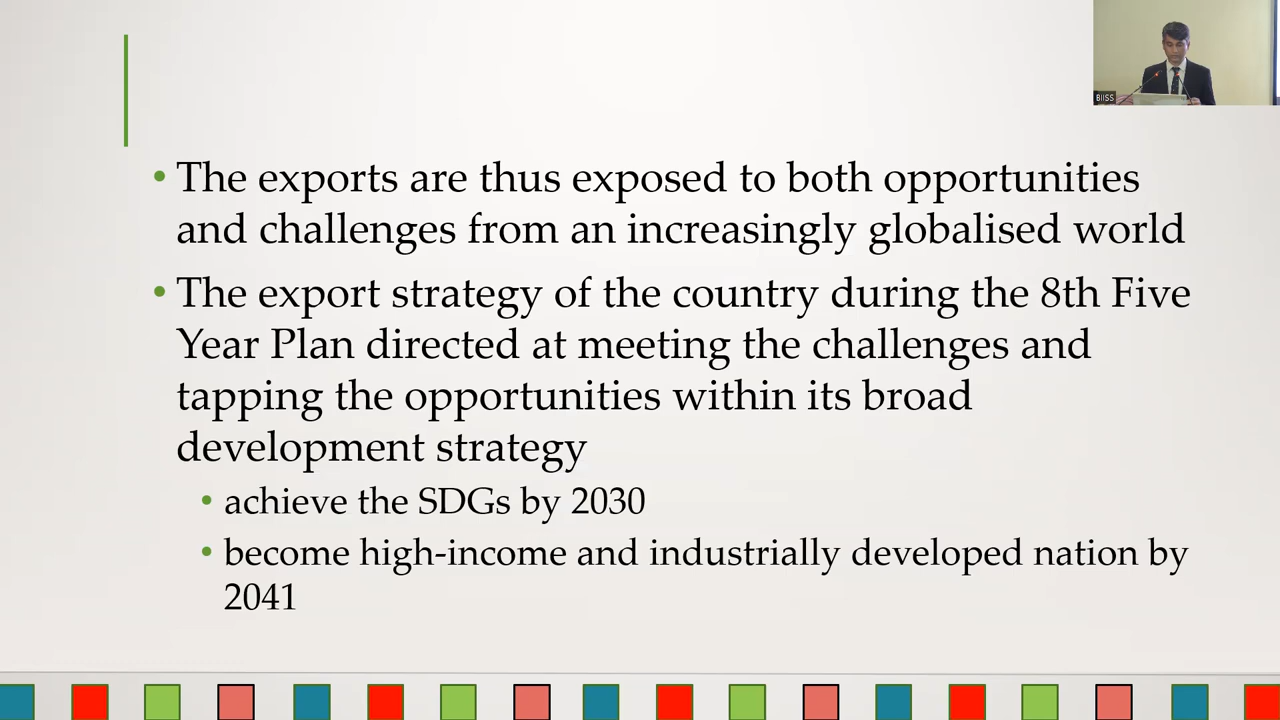 BIISS
• The exports are thus exposed to both opportunities
and challenges from an increasingly globalised world
• The export strategy of the country during the 8th Five
Year Plan directed at meeting the challenges and
tapping the opportunities within its broad
development strategy
• achieve the SDGs by 2030
• become high-income and industrially developed nation by
2041